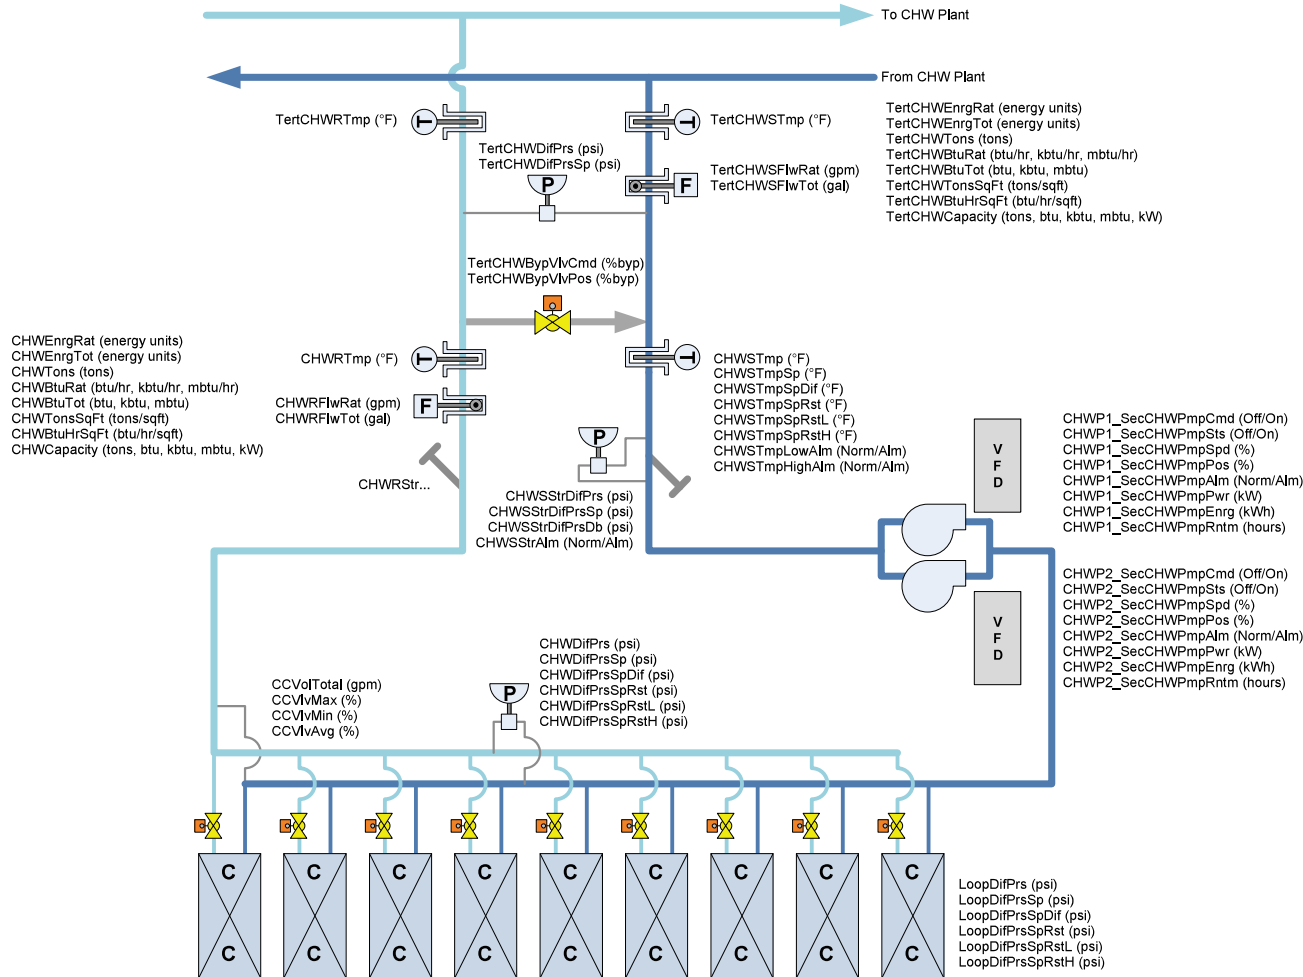 To CHW Plant
From CHW Plant
TertCHWRTmp (°F)
T
T
TertCHWSTmp (°F)
TertCHWEnrgRat (energy units)
TertCHWEnrgTot (energy units)
TertCHWTons (tons)
TertCHWBtuRat (btu/hr, kbtu/hr, mbtu/hr)
TertCHWBtuTot (btu, kbtu, mbtu)
TertCHWTonsSqFt (tons/sqft)
TertCHWBtuHrSqFt (btu/hr/sqft)
TertCHWCapacity (tons, btu, kbtu, mbtu, kW)
TertCHWDifPrs (psi)
TertCHWDifPrsSp (psi)
P
F
TertCHWSFlwRat (gpm)
TertCHWSFlwTot (gal)
TertCHWBypVlvCmd (%byp)
TertCHWBypVlvPos (%byp)
CHWEnrgRat (energy units)
CHWEnrgTot (energy units)
CHWTons (tons)
CHWBtuRat (btu/hr, kbtu/hr, mbtu/hr)
CHWBtuTot (btu, kbtu, mbtu)
CHWTonsSqFt (tons/sqft)
CHWBtuHrSqFt (btu/hr/sqft)
CHWCapacity (tons, btu, kbtu, mbtu, kW)
CHWRTmp (°F)
T
CHWRFlwRat (gpm)
CHWRFlwTot (gal)
F
CHWRStr...
T
CHWSTmp (°F)
CHWSTmpSp (°F)
CHWSTmpSpDif (°F)
CHWSTmpSpRst (°F)
CHWSTmpSpRstL (°F)
CHWSTmpSpRstH (°F)
CHWSTmpLowAlm (Norm/Alm)
CHWSTmpHighAlm (Norm/Alm)
P
CHWSStrDifPrs (psi)
CHWSStrDifPrsSp (psi)
CHWSStrDifPrsDb (psi)
CHWSStrAlm (Norm/Alm)
V
F
D
CHWP1_SecCHWPmpCmd (Off/On)
CHWP1_SecCHWPmpSts (Off/On)
CHWP1_SecCHWPmpSpd (%)
CHWP1_SecCHWPmpPos (%)
CHWP1_SecCHWPmpAlm (Norm/Alm)
CHWP1_SecCHWPmpPwr (kW)
CHWP1_SecCHWPmpEnrg (kWh)
CHWP1_SecCHWPmpRntm (hours)
V
F
D
CHWP2_SecCHWPmpCmd (Off/On)
CHWP2_SecCHWPmpSts (Off/On)
CHWP2_SecCHWPmpSpd (%)
CHWP2_SecCHWPmpPos (%)
CHWP2_SecCHWPmpAlm (Norm/Alm)
CHWP2_SecCHWPmpPwr (kW)
CHWP2_SecCHWPmpEnrg (kWh)
CHWP2_SecCHWPmpRntm (hours)
CCVolTotal (gpm)
CCVlvMax (%)
CCVlvMin (%)
CCVlvAvg (%)
P
CHWDifPrs (psi)
CHWDifPrsSp (psi)
CHWDifPrsSpDif (psi)
CHWDifPrsSpRst (psi)
CHWDifPrsSpRstL (psi)
CHWDifPrsSpRstH (psi)
C C C C C C C C C
C C C C C C C C C
LoopDifPrs (psi)
LoopDifPrsSp (psi)
LoopDifPrsSpDif (psi)
LoopDifPrsSpRst (psi)
LoopDifPrsSpRstL (psi)
LoopDifPrsSpRstH (psi)